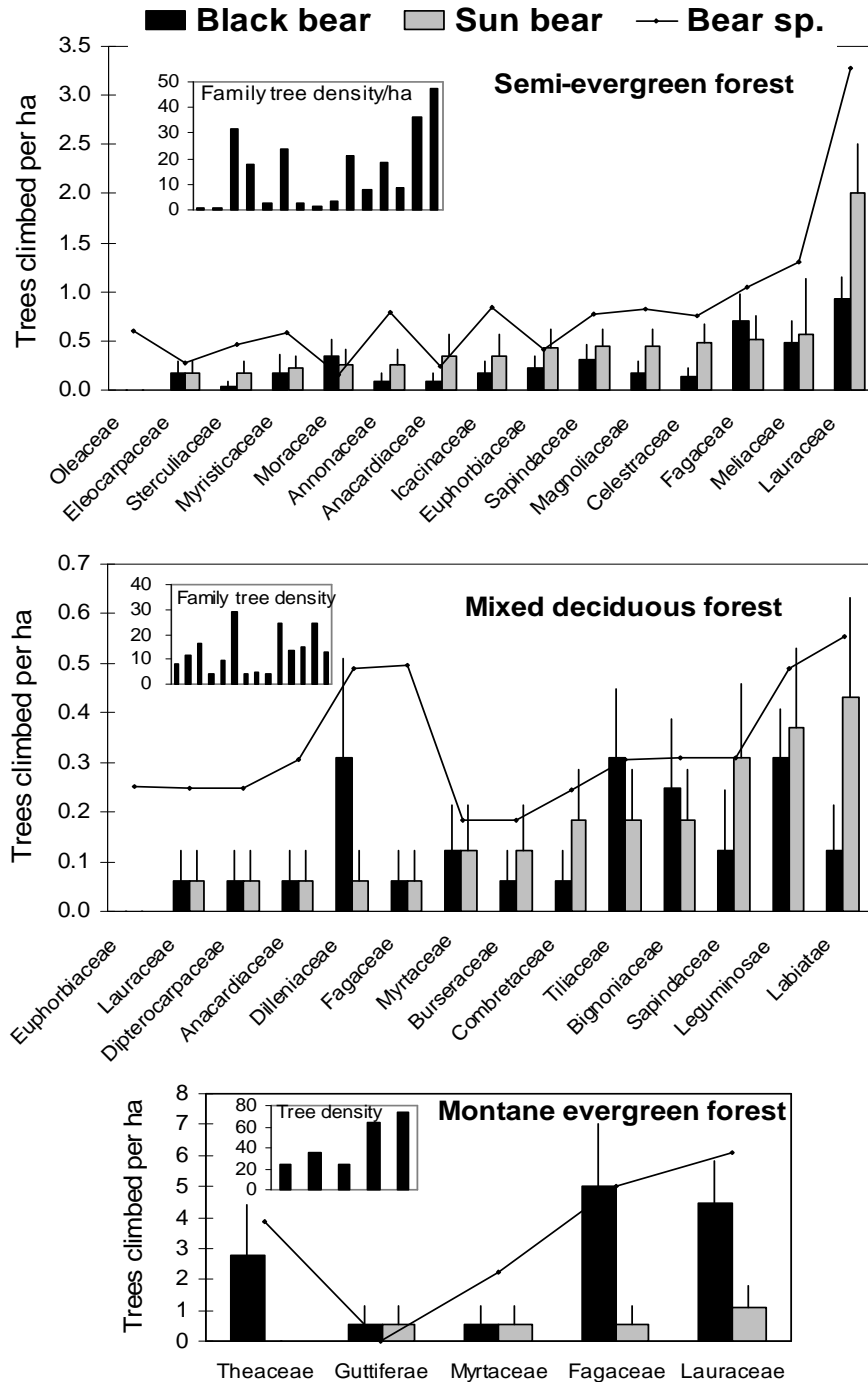 Black bear Sun bear Bear sp.
Semi-evergreen forest
Family tree density/ha
50
40
30
20
10
0
Trees climbed per ha
3.5
3.0
2.5
2.0
1.5
1.0
0.5
0.0
Oleaceae
Eleocarpaceae
Sterculiaceae
Myristicaceae
Moraceae
Annonaceae
Anacardiaceae
Icacinaceae
Euphorbiaceae
Sapindaceae
Magnoliaceae
Celestraceae
Fagaceae
Meliaceae
Lauraceae
Mixed deciduous forest
Family tree density
40
30
20
10
0
Trees climbed per ha
0.7
0.6
0.5
0.4
0.3
0.2
0.1
0.0
Euphorbiaceae
Lauraceae
Dipterocarpaceae
Anacardiaceae
Dilleniaceae
Fagaceae
Myrtaceae
Burseraceae
Combretaceae
Tiliaceae
Bignoniaceae
Sapindaceae
Leguminosae
Labiatae
Montane evergreen forest
Tree density
80
60
40
20
0
Trees climbed per ha
8
7
6
5
4
3
2
1
0
Theaceae Guttiferae Myrtaceae Fagaceae Lauraceae